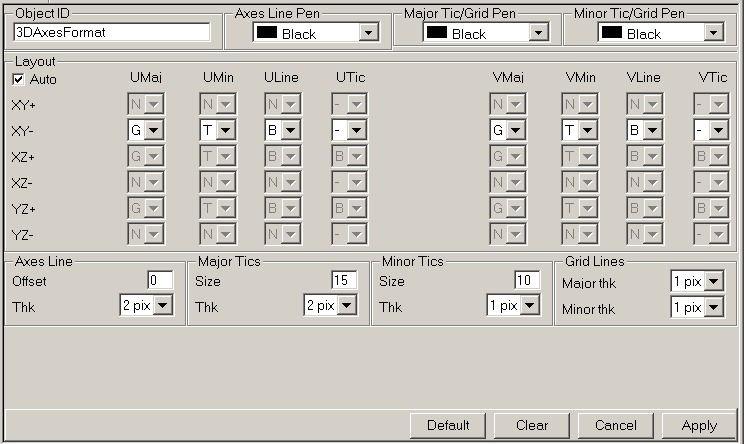 Object ID Axes Line Pen Major Tic/Grid Pen Minor Tic/Grid Pen
3DAxesFormat Black Black Black
Layout
Auto UMaj UMin ULine UTic VMaj VMin VLine VTic
XY+ N N N - N N N -
XY- G T B - G T B -
XZ+ G T B B G T B B
XZ- N N N N N N N N
YZ+ G T B B G T B B
YZ- N N N N N N N N
Axes Line Major Tics Minor Tics Grid Lines
Offset 0 Size 15 Size 10 Major thk 1 pix
Thk 2 pix Thk 2 pix Thk 1 pix Minor thk 1 pix
Default Clear Cancel Apply